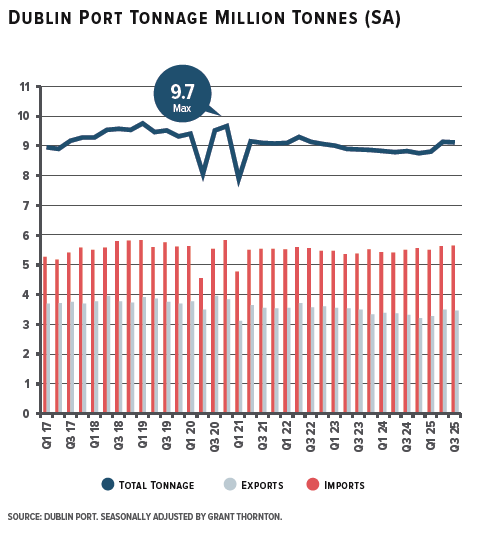 Dublin Port Tonnage Million Tonnes (SA)
9.7
Max
11
10
9
8
7
6
5
4
3
2
1
0
Q1 17
Q3 17
Q1 18
Q3 18
Q1 19
Q3 19
Q1 20
Q3 20
Q1 21
Q3 21
Q1 22
Q3 22
Q1 23
Q3 23
Q1 24
Q3 24
Q1 25
Q3 25
Total Tonnage
Exports
Imports
SOURCE: DUBLIN PORT. SEASONALLY ADJUSTED BY GRANT THORNTON.